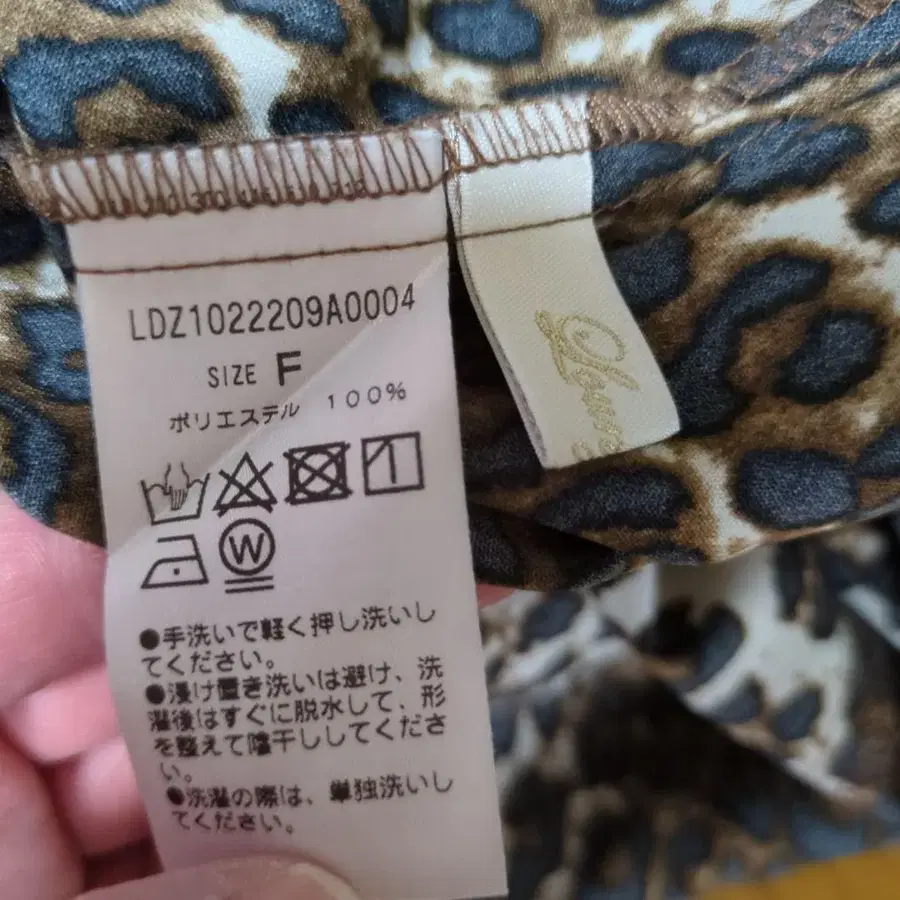 LDZ1022209A0004
SIZE F
ポリエステル 100%
W
●手洗いで軽く押し洗いし
てください。
●浸け置き洗いは避け、洗
濯後はすぐに脱水して、形
を整えて陰干ししてくださ
い。
●洗濯の際は、単独洗いし
てください。